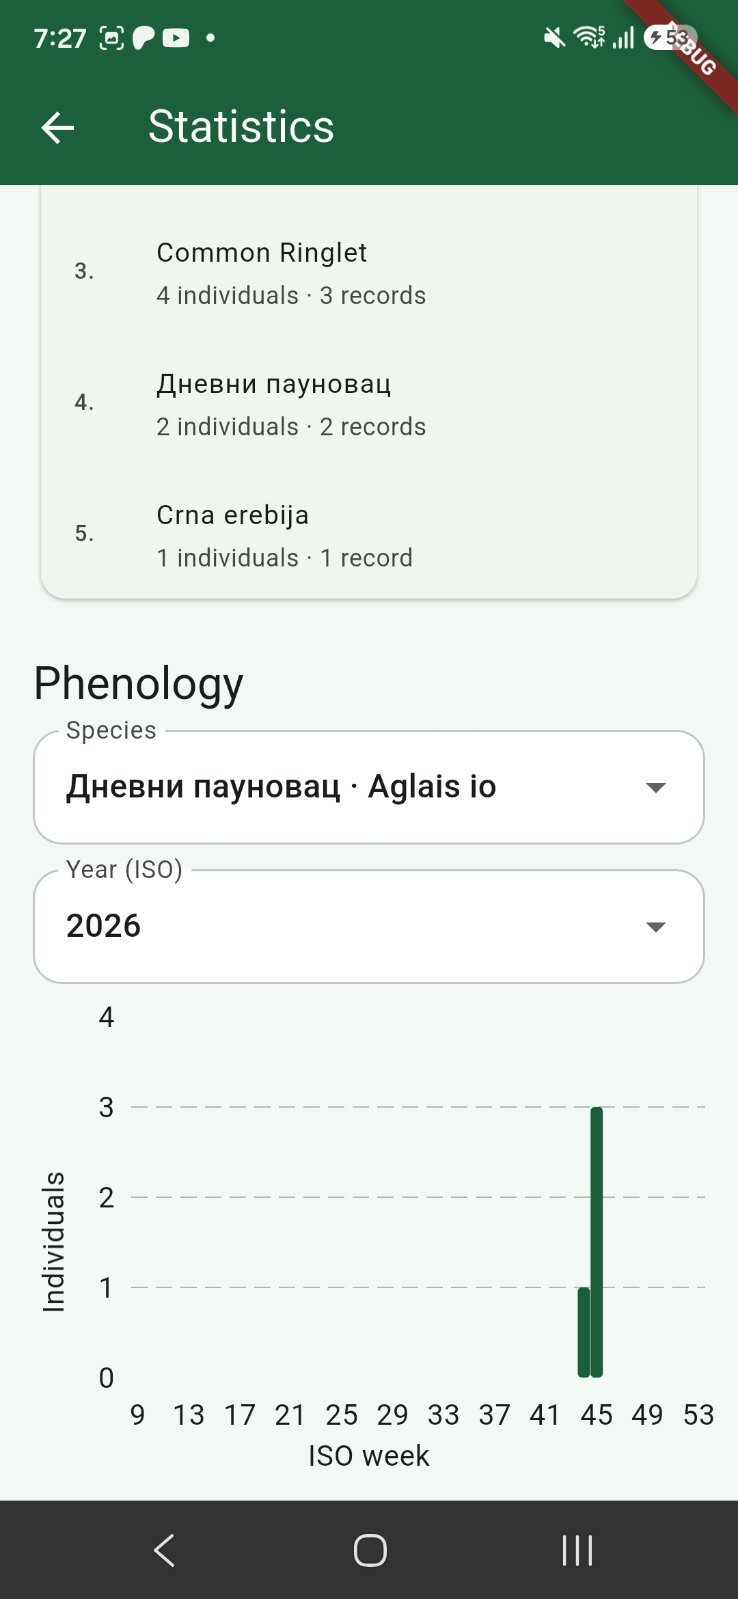 7:27
5
53
DEBUG
Statistics
3.
Common Ringlet
4 individuals · 3 records
4.
Дневни пауновац
2 individuals · 2 records
5.
Crna erebija
1 individuals · 1 record
Phenology
Species
Дневни пауновац · Aglais io
Year (ISO)
2026
4
3
2
1
0
Individuals
9 13 17 21 25 29 33 37 41 45 49 53
ISO week